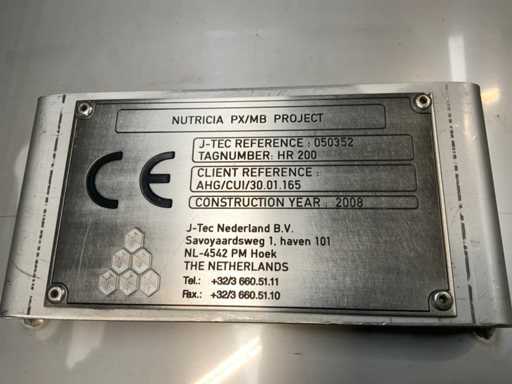 NUTRICIA PX/MB PROJECT
J-TEC REFERENCE : 050352
TAGNUMBER: HR 200
CLIENT REFERENCE :
AHG/CUI/30.01.165
CONSTRUCTION YEAR : 2008
CE
J-Tec Nederland B.V.
Savoyaardsweg 1, haven 101
NL-4542 PM Hoek
THE NETHERLANDS
Tel.: +32/3 660.51.11
Fax.: +32/3 660.51.10